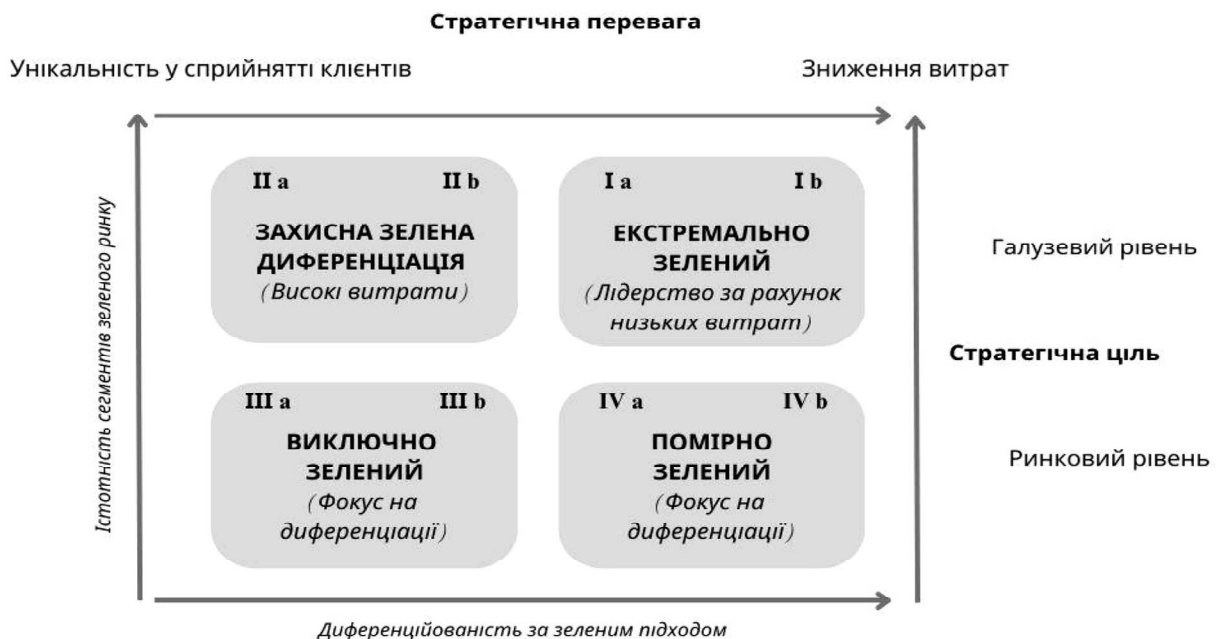 Стратегічна перевага
Унікальність у сприйнятті клієнтів
Зниження витрат
Істотність сегментів зеленого ринку
II a
II b
ЗАХИСНА ЗЕЛЕНА
ДИФЕРЕНЦІАЦІЯ
(Високі витрати)
I a
I b
ЕКСТРЕМАЛЬНО
ЗЕЛЕНИЙ
(Лідерство за рахунок
низьких витрат)
Галузевий рівень
Стратегічна ціль
III a
III b
ВИКЛЮЧНО
ЗЕЛЕНИЙ
(Фокус на
диференціації)
IV a
IV b
ПОМІРНО
ЗЕЛЕНИЙ
(Фокус на
диференціації)
Ринковий рівень
Диференційованість за зеленим підходом